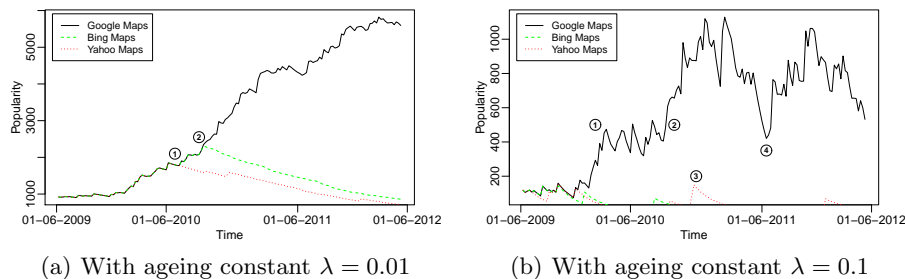 Google Maps
Bing Maps
Yahoo Maps
Popularity
1000
3000
5000
1
2
01−06−2009
01−06−2010
01−06−2011
01−06−2012
Time
(a) With ageing constant λ = 0.01
Google Maps
Bing Maps
Yahoo Maps
Popularity
200
400
600
800
1000
1
2
3
4
01−06−2009
01−06−2010
01−06−2011
01−06−2012
Time
(b) With ageing constant λ = 0.1